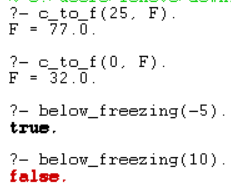 ?- c_to_f(25, F).
F = 77.0.
?- c_to_f(0, F).
F = 32.0.
?- below_freezing(-5).
true.
?- below_freezing(10).
false.